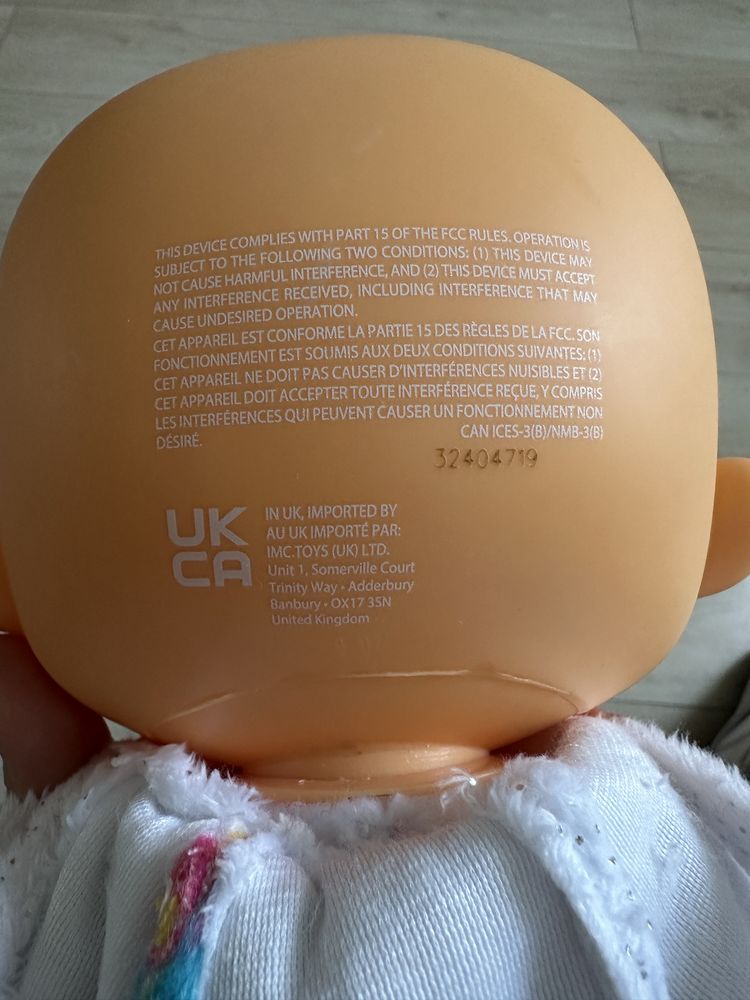 THIS DEVICE COMPLIES WITH PART 15 OF THE FCC RULES. OPERATION IS
SUBJECT TO THE FOLLOWING TWO CONDITIONS: (1) THIS DEVICE MAY
NOT CAUSE HARMFUL INTERFERENCE, AND (2) THIS DEVICE MUST ACCEPT
ANY INTERFERENCE RECEIVED, INCLUDING INTERFERENCE THAT MAY
CAUSE UNDESIRED OPERATION.
CET APPAREIL EST CONFORME LA PARTIE 15 DES RÈGLES DE LA FCC. SON
FONCTIONNEMENT EST SOUMIS AUX DEUX CONDITIONS SUIVANTES: (1)
CET APPAREIL NE DOIT PAS CAUSER D'INTERFÉRENCES NUISIBLES ET (2)
CET APPAREIL DOIT ACCEPTER TOUTE INTERFÉRENCE REÇUE, Y COMPRIS
LES INTERFÉRENCES QUI PEUVENT CAUSER UN FONCTIONNEMENT NON
DÉSIRÉ. CAN ICES-3(B)/NMB-3(B)
32404719
UK
CA
IN UK, IMPORTED BY
AU UK IMPORTÉ PAR:
IMC.TOYS (UK) LTD.
Unit 1, Somerville Court
Trinity Way • Adderbury
Banbury • OX17 3SN
United Kingdom